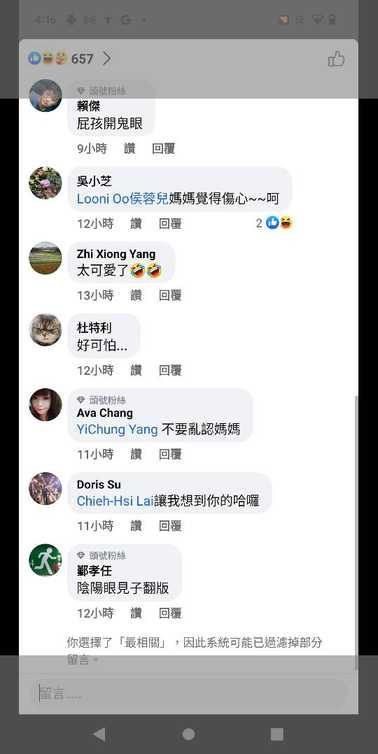 4:16
657
頭號粉絲
賴傑
屁孩開鬼眼
9小時 讚 回覆
吳小芝
Looni Oo侯蓉兒媽媽覺得傷心~~呵
12小時 讚 回覆 2
Zhi Xiong Yang
太可愛了🤣🤣
13小時 讚 回覆
杜特利
好可怕...
12小時 讚 回覆
頭號粉絲
Ava Chang
YiChung Yang 不要亂認媽媽
11小時 讚 回覆
Doris Su
Chieh-Hsi Lai讓我想到你的哈囉
11小時 讚 回覆
頭號粉絲
鄞孝任
陰陽眼見子翻版
12小時 讚 回覆
你選擇了「最相關」，因此系統可能已過濾掉部分
留言。
留言......